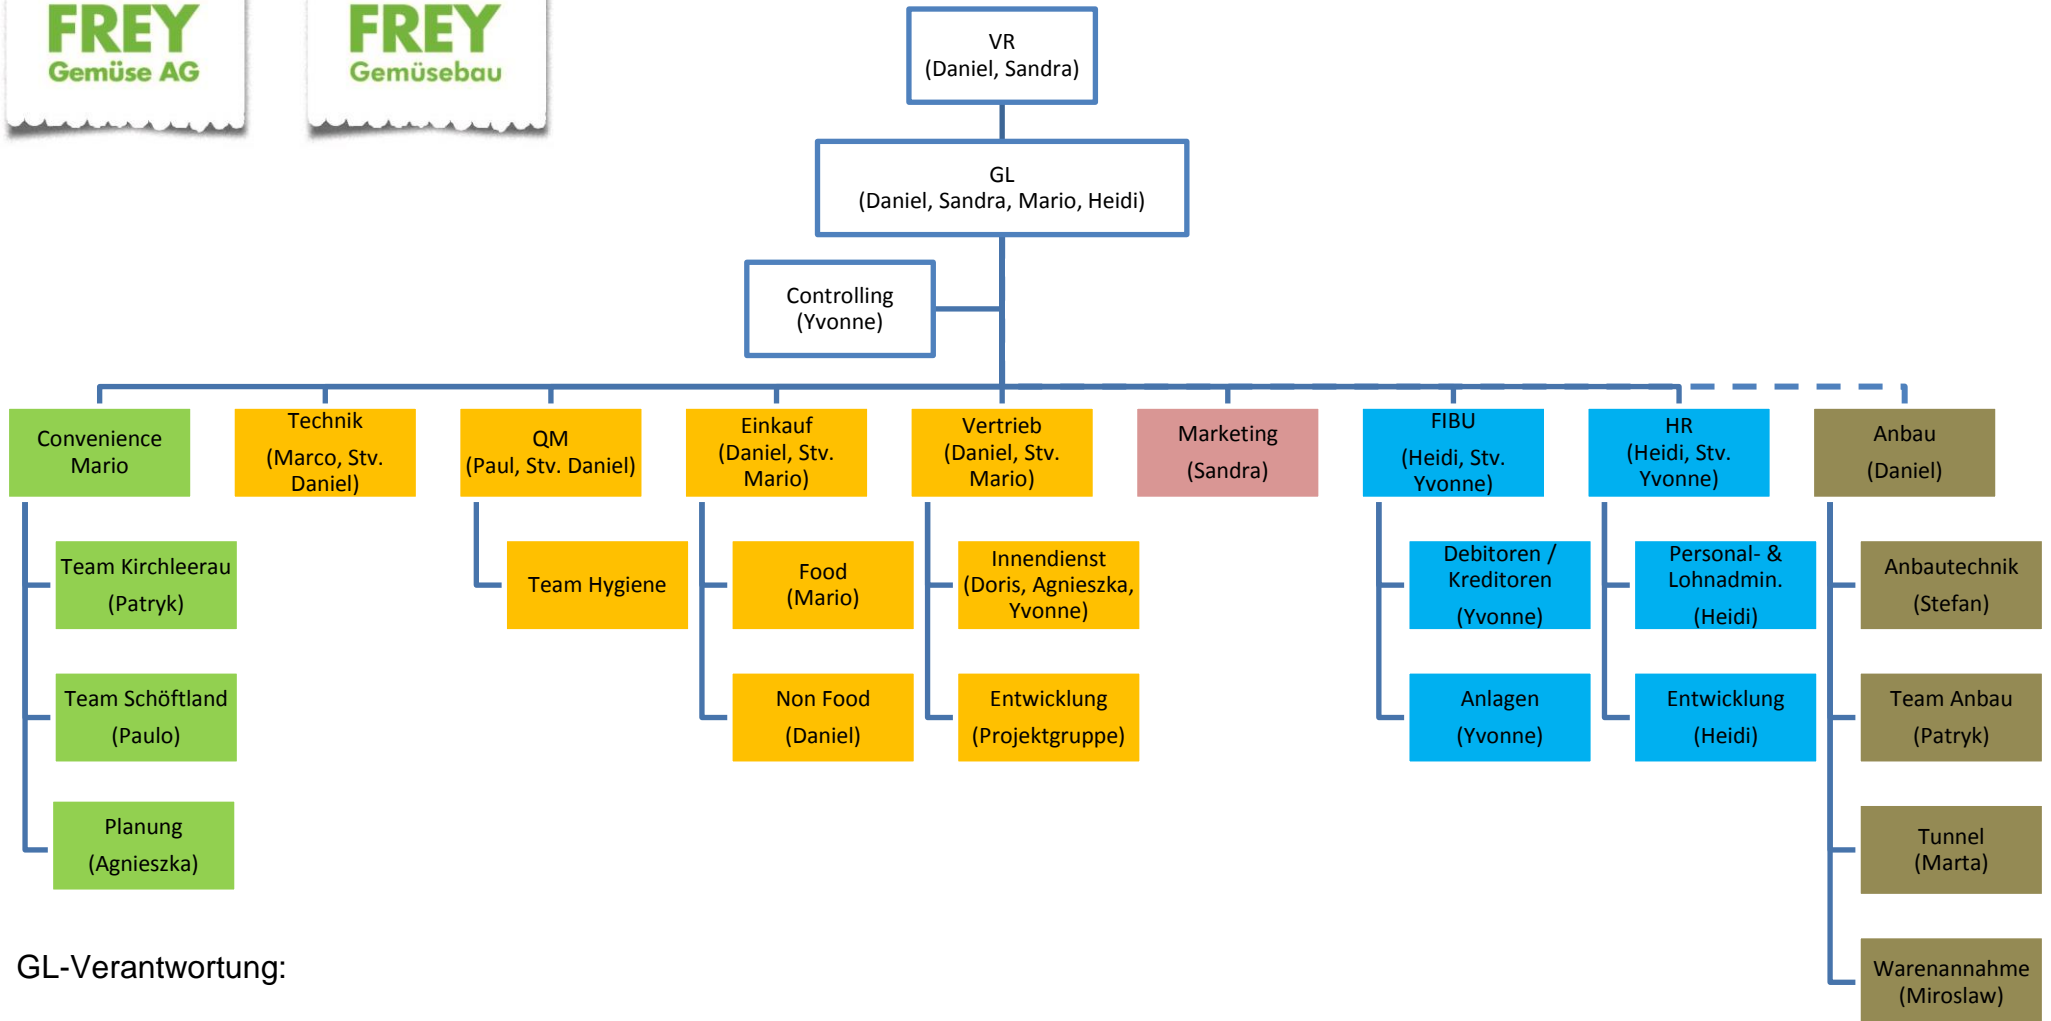 FREY
Gemüse AG
FREY
Gemüsebau
VR
(Daniel, Sandra)
GL
(Daniel, Sandra, Mario, Heidi)
Controlling
(Yvonne)
Convenience
Mario
Technik
(Marco, Stv.
Daniel)
QM
(Paul, Stv. Daniel)
Einkauf
(Daniel, Stv.
Mario)
Vertrieb
(Daniel, Stv.
Mario)
Marketing
(Sandra)
FIBU
(Heidi, Stv.
Yvonne)
HR
(Heidi, Stv.
Yvonne)
Anbau
(Daniel)
Team Kirchleerau
(Patryk)
Team Hygiene
Food
(Mario)
Innendienst
(Doris, Agnieszka,
Yvonne)
Debitoren /
Kreditoren
(Yvonne)
Personal- &
Lohnadmin.
(Heidi)
Anbautechnik
(Stefan)
Team Schöftland
(Paulo)
Non Food
(Daniel)
Entwicklung
(Projektgruppe)
Anlagen
(Yvonne)
Entwicklung
(Heidi)
Team Anbau
(Patryk)
Planung
(Agnieszka)
Tunnel
(Marta)
Warenannahme
(Miroslaw)
GL-Verantwortung: